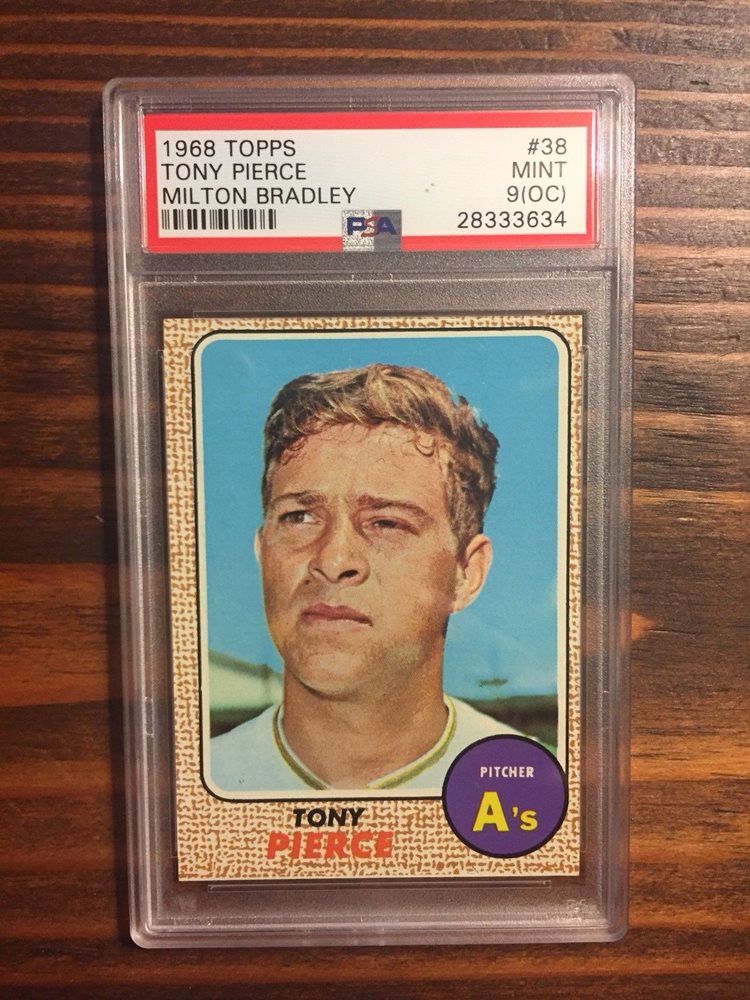 1968 TOPPS #38
TONY PIERCE MINT
MILTON BRADLEY 9(OC)
PSA 28333634
PITCHER
A's
TONY
PIERCE